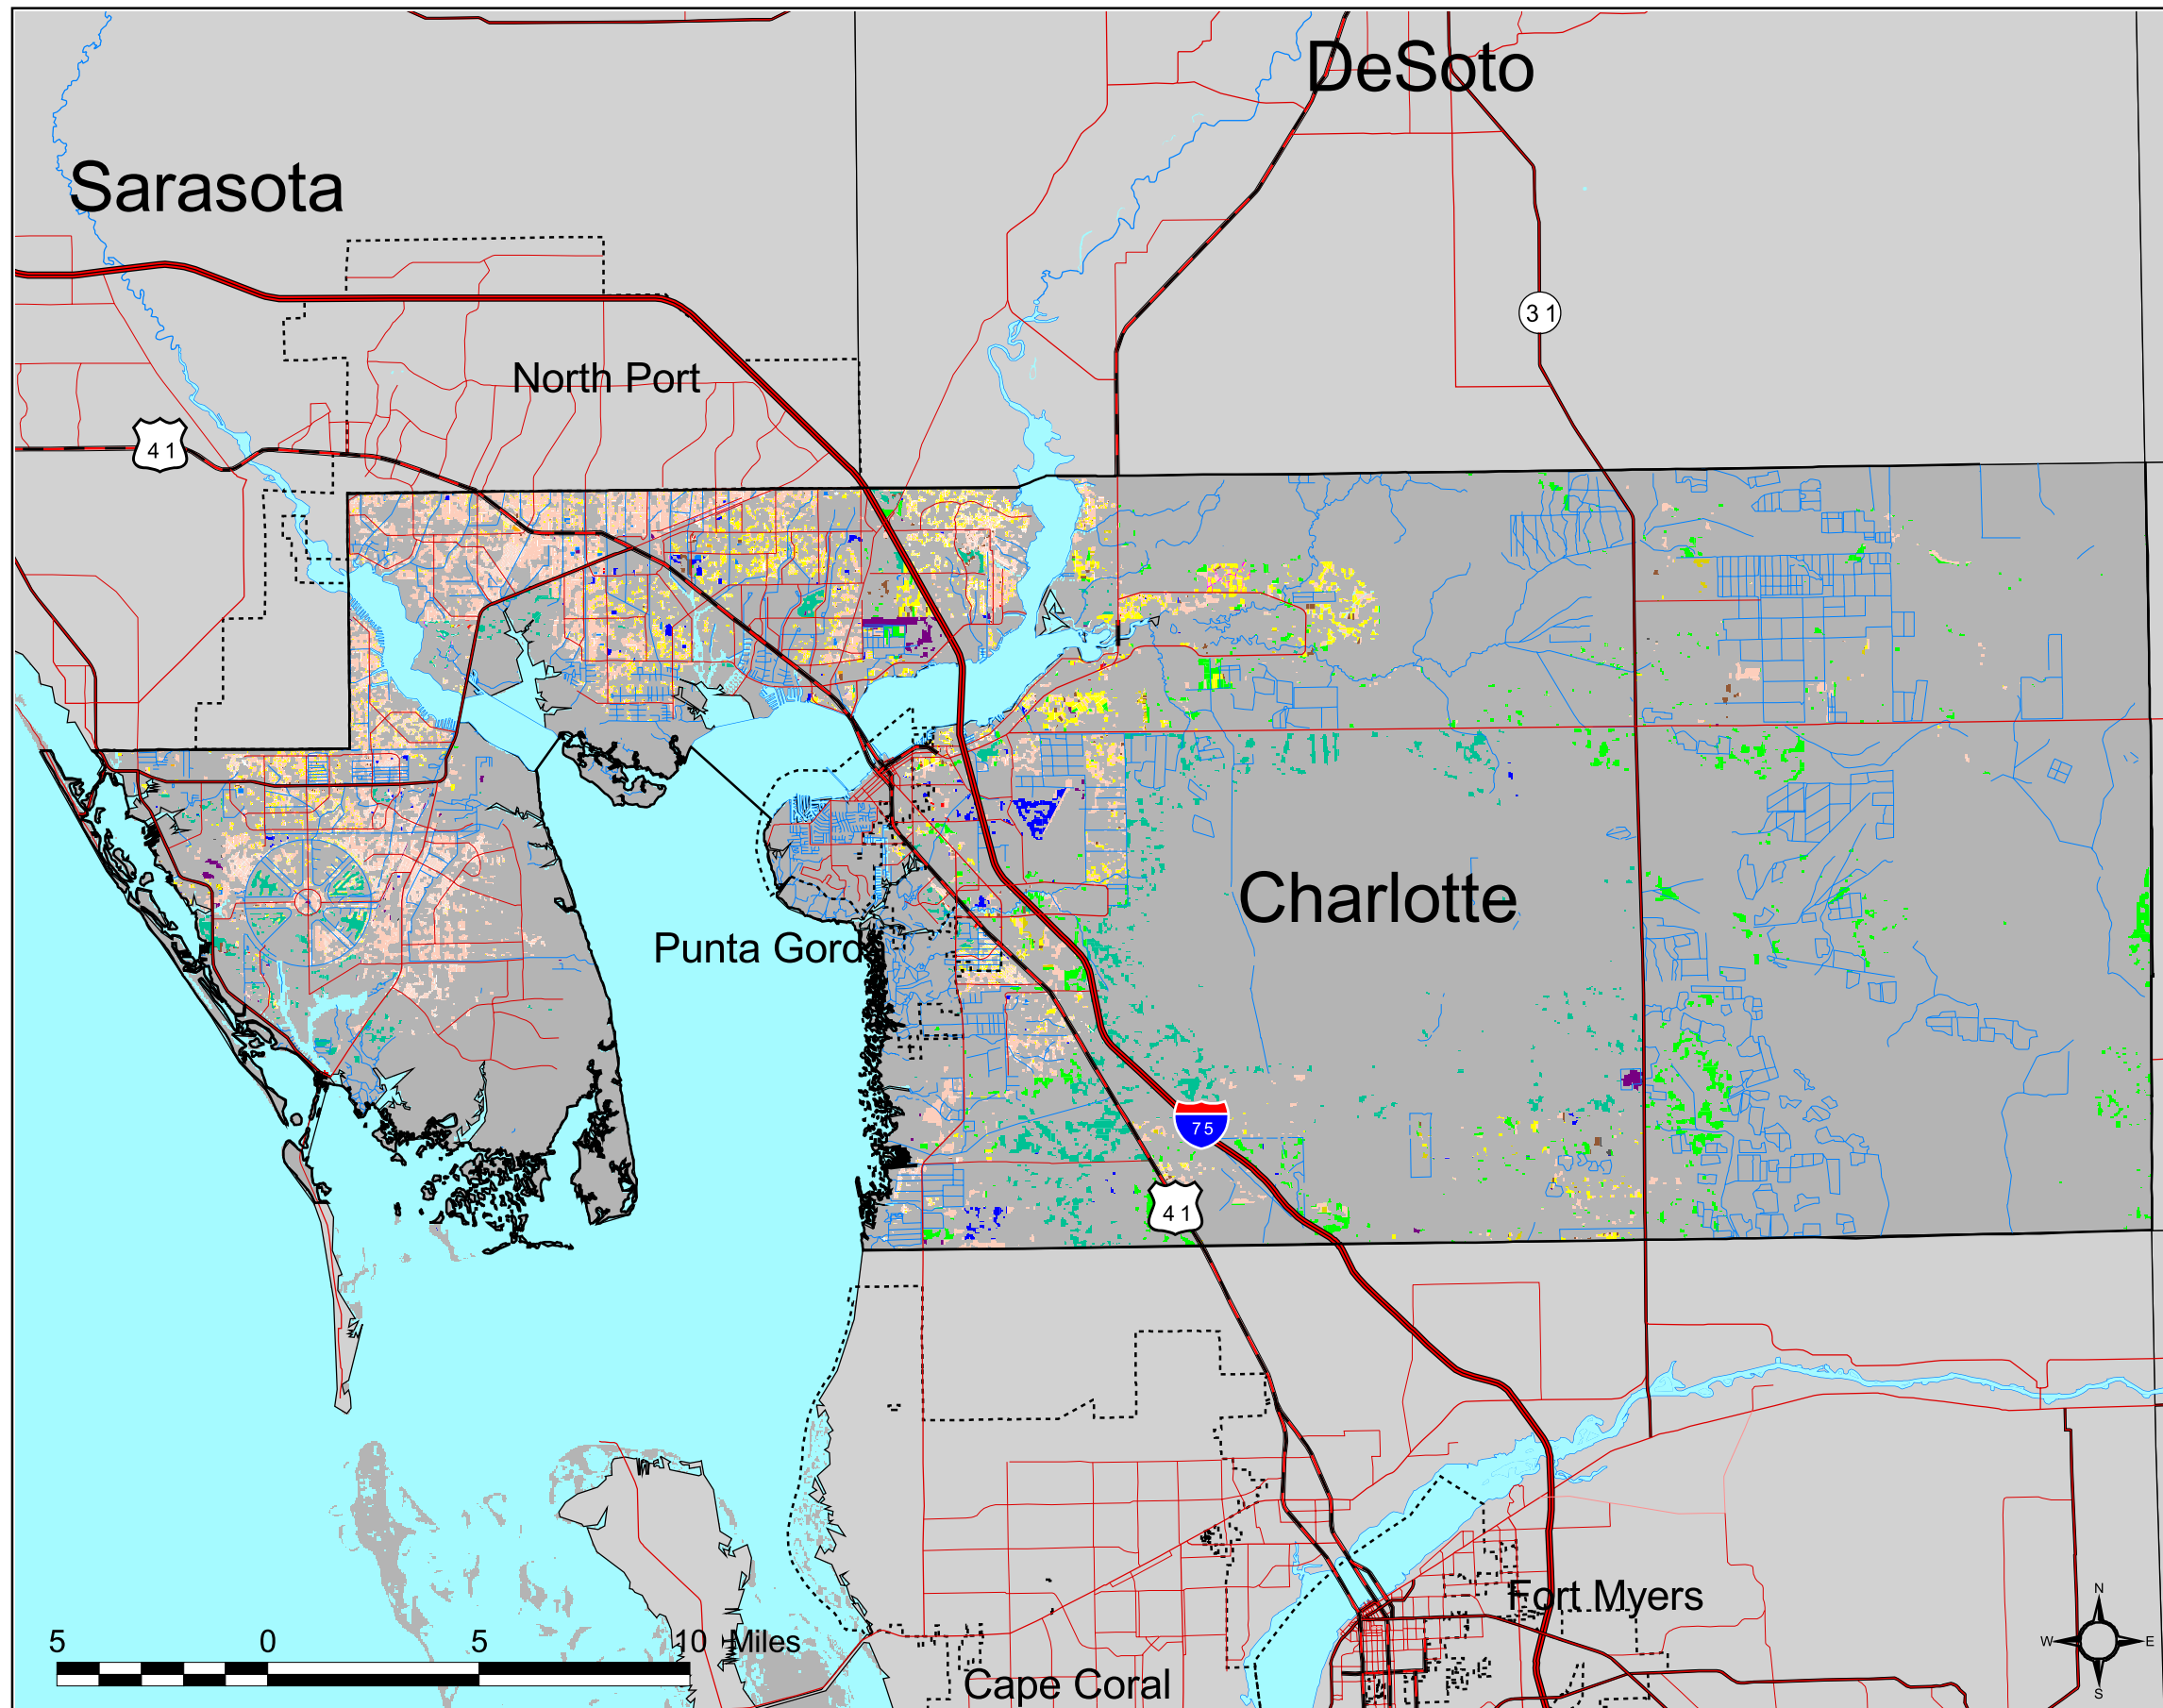 DeSoto
Sarasota
31
North Port
41
Charlotte
Punta Gord
75
41
Fort Myers
N
W E
S
5 0 5 10 Miles
Cape Coral